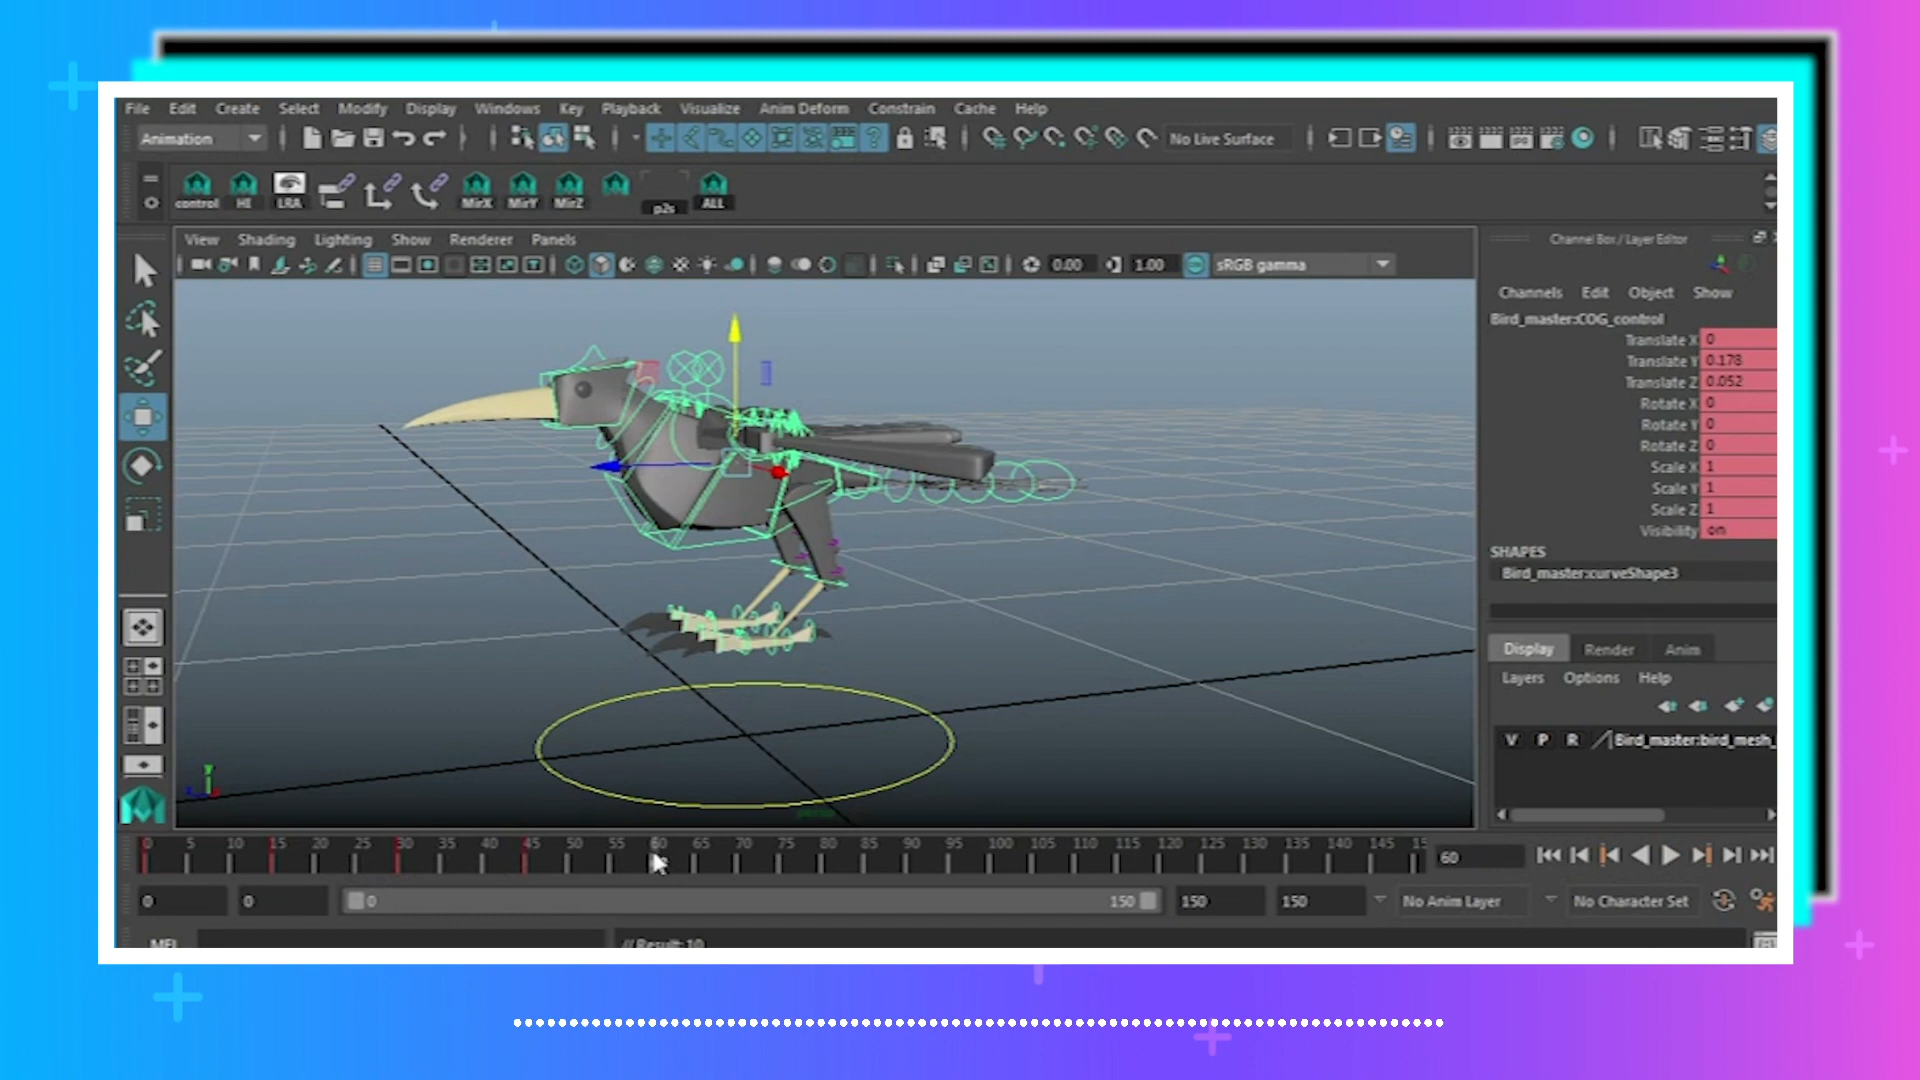 File Edit Create Select Modify Display Windows Key Playback Visualize Anim Deform Constrain Cache Help
Animation No Live Surface
control HI LRA MirX MirY MirZ p2s ALL
View Shading Lighting Show Renderer Panels
0.00 1.00 sRGB gamma
Channel Box / Layer Editor
Channels Edit Object Show
Bird_master:COG_control
Translate X 0
Translate Y 0.178
Translate Z 0.052
Rotate X 0
Rotate Y 0
Rotate Z 0
Scale X 1
Scale Y 1
Scale Z 1
Visibility on
SHAPES
Bird_master:curveShape3
Display Render Anim
Layers Options Help
V P R Bird_master:bird_mesh_
y
persp
0 5 10 15 20 25 30 35 40 45 50 55 60 65 70 75 80 85 90 95 100 105 110 115 120 125 130 135 140 145 15
60
0 0 0 150 150 150 No Anim Layer No Character Set
MEL // Result: 10